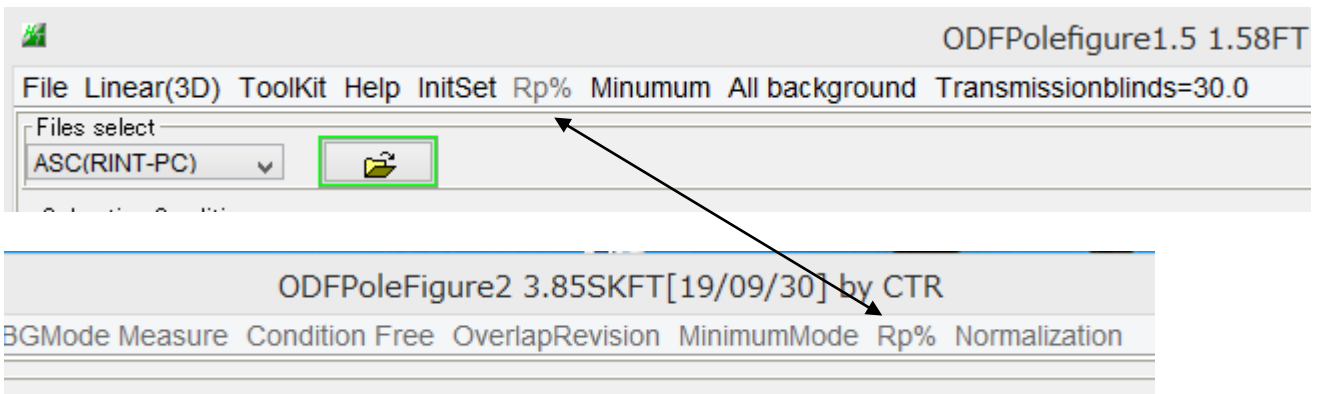 ODFPolefigure1.5 1.58FT
File Linear(3D) ToolKit Help InitSet Rp% Minumum All background Transmissionblinds=30.0
Files select
ASC(RINT-PC)
ODFPoleFigure2 3.85SKFT[19/09/30] by CTR
BGMode Measure Condition Free OverlapRevision MinimumMode Rp% Normalization